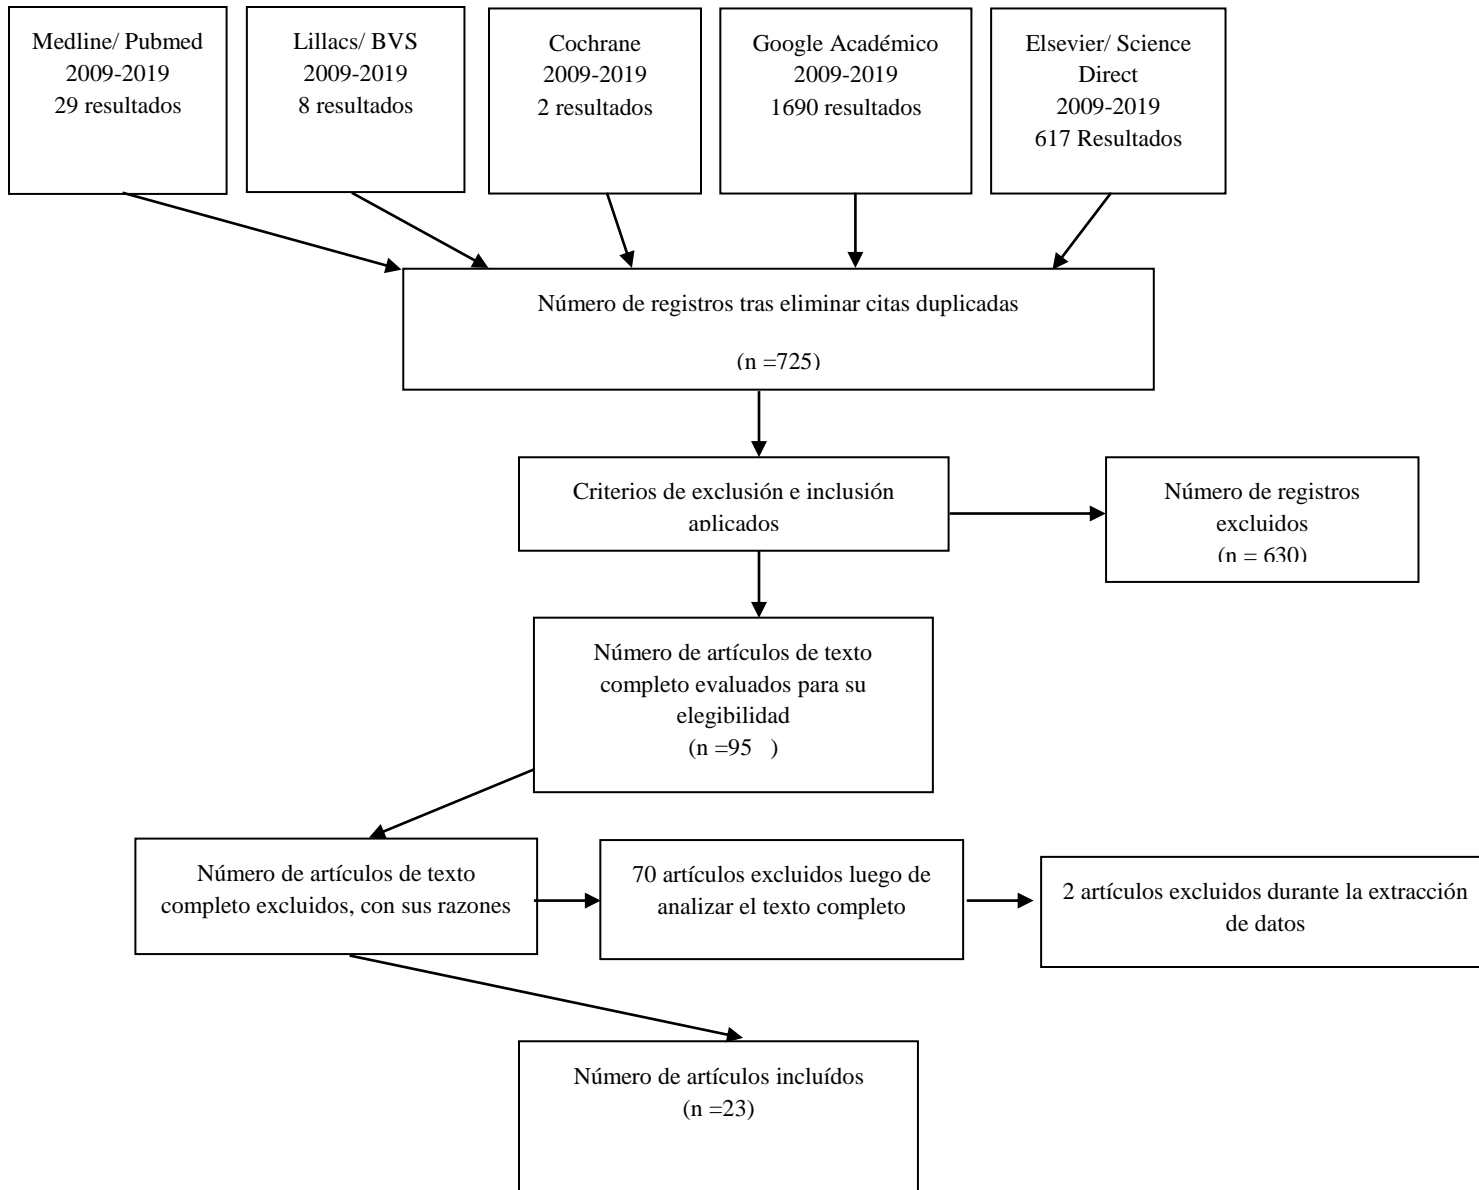 Medline/ Pubmed
2009-2019
29 resultados
Lillacs/ BVS
2009-2019
8 resultados
Cochrane
2009-2019
2 resultados
Google Académico
2009-2019
1690 resultados
Elsevier/ Science
Direct
2009-2019
617 Resultados
Número de registros tras eliminar citas duplicadas
(n =725)
Criterios de exclusión e inclusión
aplicados
Número de registros
excluidos
(n = 630)
Número de artículos de texto
completo evaluados para su
elegibilidad
(n =95 )
Número de artículos de texto
completo excluidos, con sus razones
70 artículos excluidos luego de
analizar el texto completo
2 artículos excluidos durante la extracción
de datos
Número de artículos incluídos
(n =23)